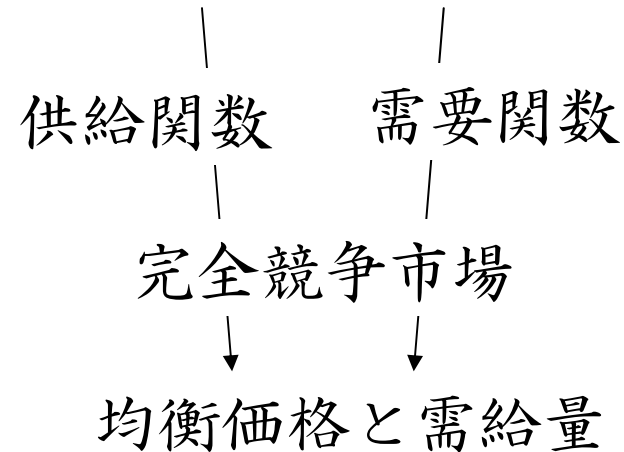 供給関数 需要関数
完全競争市場
均衡価格と需給量